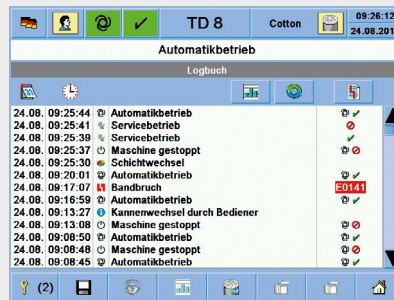 TD 8 Cotton 09:26:12
24.08.201
Automatikbetrieb
Logbuch
24.08. 09:25:44 Automatikbetrieb
24.08. 09:25:41 Servicebetrieb
24.08. 09:25:39 Servicebetrieb
24.08. 09:25:37 Maschine gestoppt
24.08. 09:25:30 Schichtwechsel
24.08. 09:20:01 Automatikbetrieb
24.08. 09:17:07 Bandbruch E0141
24.08. 09:16:59 Automatikbetrieb
24.08. 09:13:27 Kannenwechsel durch Bediener
24.08. 09:13:08 Maschine gestoppt
24.08. 09:08:50 Automatikbetrieb
24.08. 09:08:48 Maschine gestoppt
24.08. 09:08:45 Automatikbetrieb
(2)